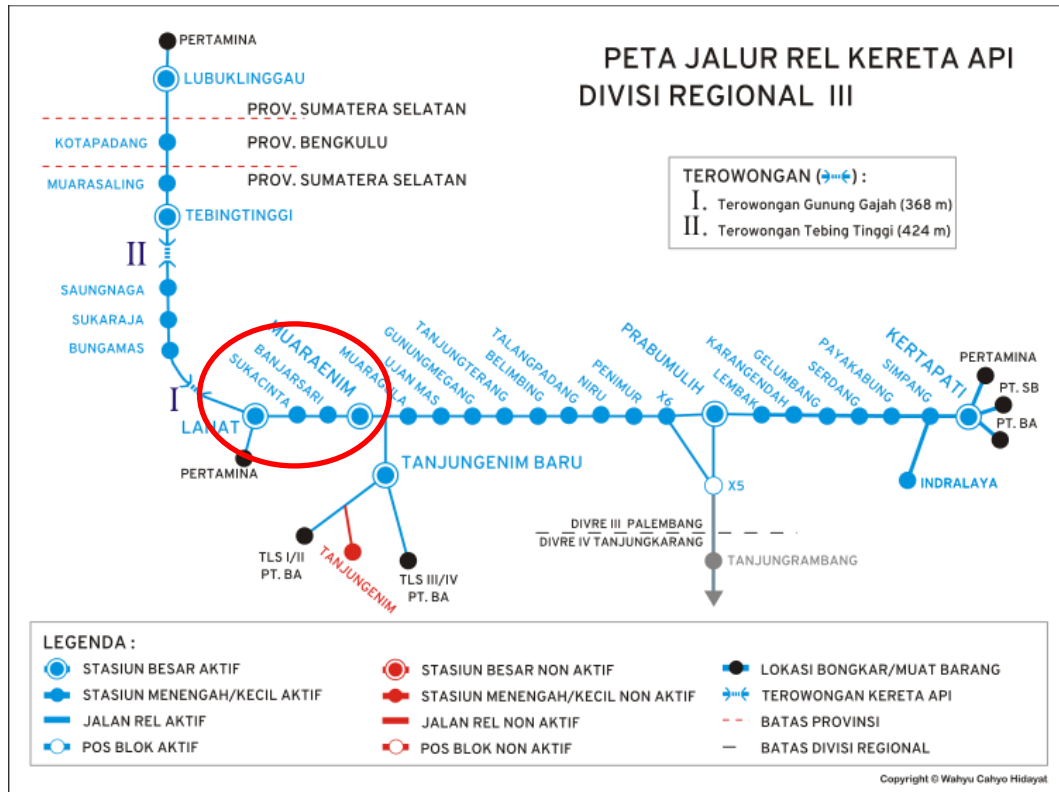 PETA JALUR REL KERETA API
DIVISI REGIONAL III
PERTAMINA
LUBUKLINGGAU
PROV. SUMATERA SELATAN
KOTAPADANG
PROV. BENGKULU
MUARASALING
PROV. SUMATERA SELATAN
TEBINGTINGGI
II
SAUNGNAGA
SUKARAJA
BUNGAMAS
I
TEROWONGAN ( ) :
I. Terowongan Gunung Gajah (368 m)
II. Terowongan Tebing Tinggi (424 m)
LAHAT
PERTAMINA
SUKACINTA
BANJARSARI
MUARAENIM
MUARAGULA
UJAN MAS
GUNUNGMEGANG
TANJUNGTERANG
BELIMBING
TALANGPADANG
NIRU
PENIMUR
X6
PRABUMULIH
LEMBAK
KARANGENDAH
GELUMBANG
SERDANG
PAYAKABUNG
SIMPANG
KERTAPATI
PERTAMINA
PT. SB
PT. BA
INDRALAYA
TANJUNGENIM BARU
TLS I/II
PT. BA
TANJUNGENIM
TLS III/IV
PT. BA
X5
DIVRE III PALEMBANG
DIVRE IV TANJUNGKARANG
TANJUNGRAMBANG
LEGENDA :
STASIUN BESAR AKTIF
STASIUN MENENGAH/KECIL AKTIF
JALAN REL AKTIF
POS BLOK AKTIF
STASIUN BESAR NON AKTIF
STASIUN MENENGAH/KECIL NON AKTIF
JALAN REL NON AKTIF
POS BLOK NON AKTIF
LOKASI BONGKAR/MUAT BARANG
TEROWONGAN KERETA API
BATAS PROVINSI
BATAS DIVISI REGIONAL
Copyright © Wahyu Cahyo Hidayat